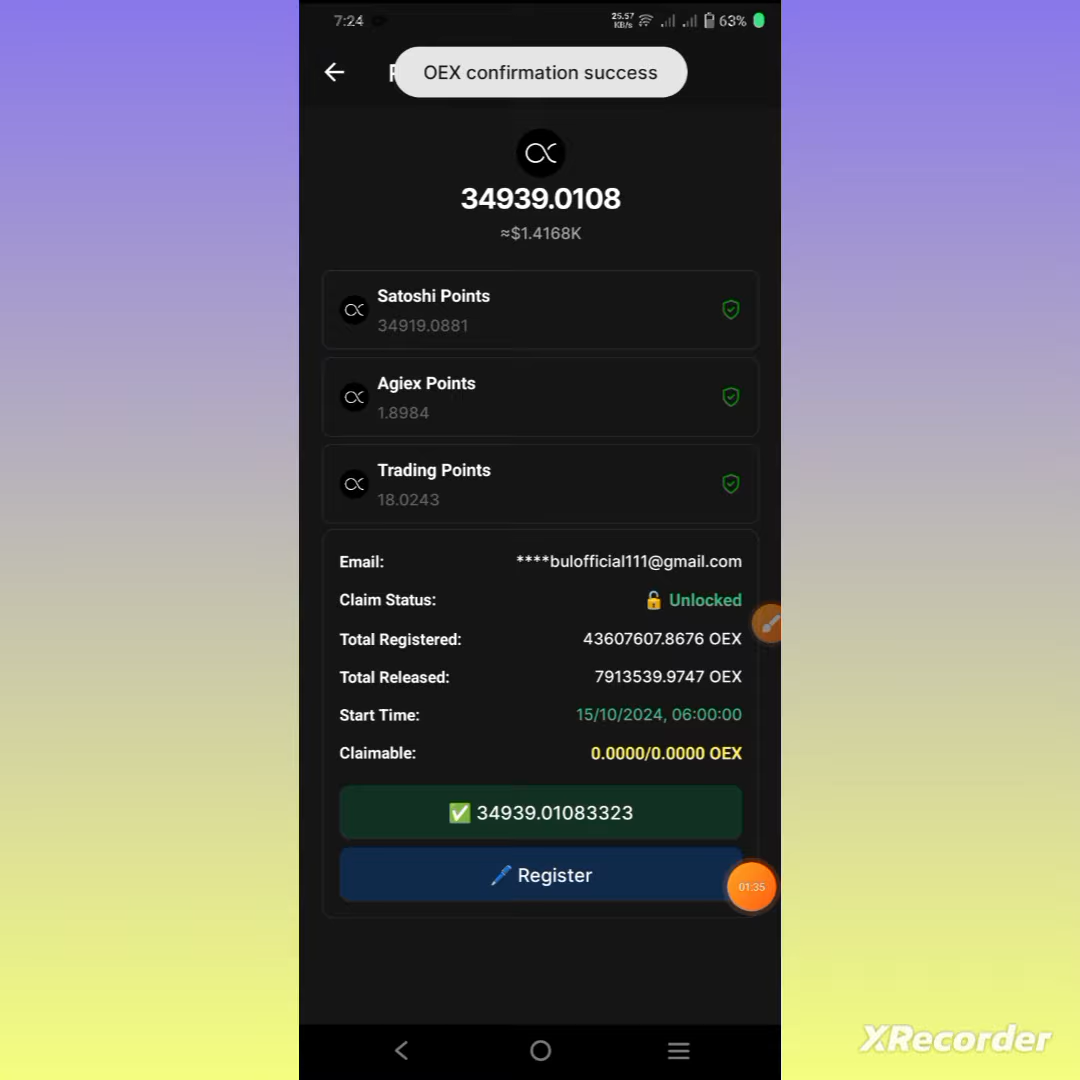 7:24
25.57
KB/s
63%
OEX confirmation success
34939.0108
≈$1.4168K
Satoshi Points
34919.0881
Agiex Points
1.8984
Trading Points
18.0243
Email: ****bulofficial111@gmail.com
Claim Status: 🔓 Unlocked
Total Registered: 43607607.8676 OEX
Total Released: 7913539.9747 OEX
Start Time: 15/10/2024, 06:00:00
Claimable: 0.0000/0.0000 OEX
✅ 34939.01083323
🖊️ Register
01:35
XRecorder